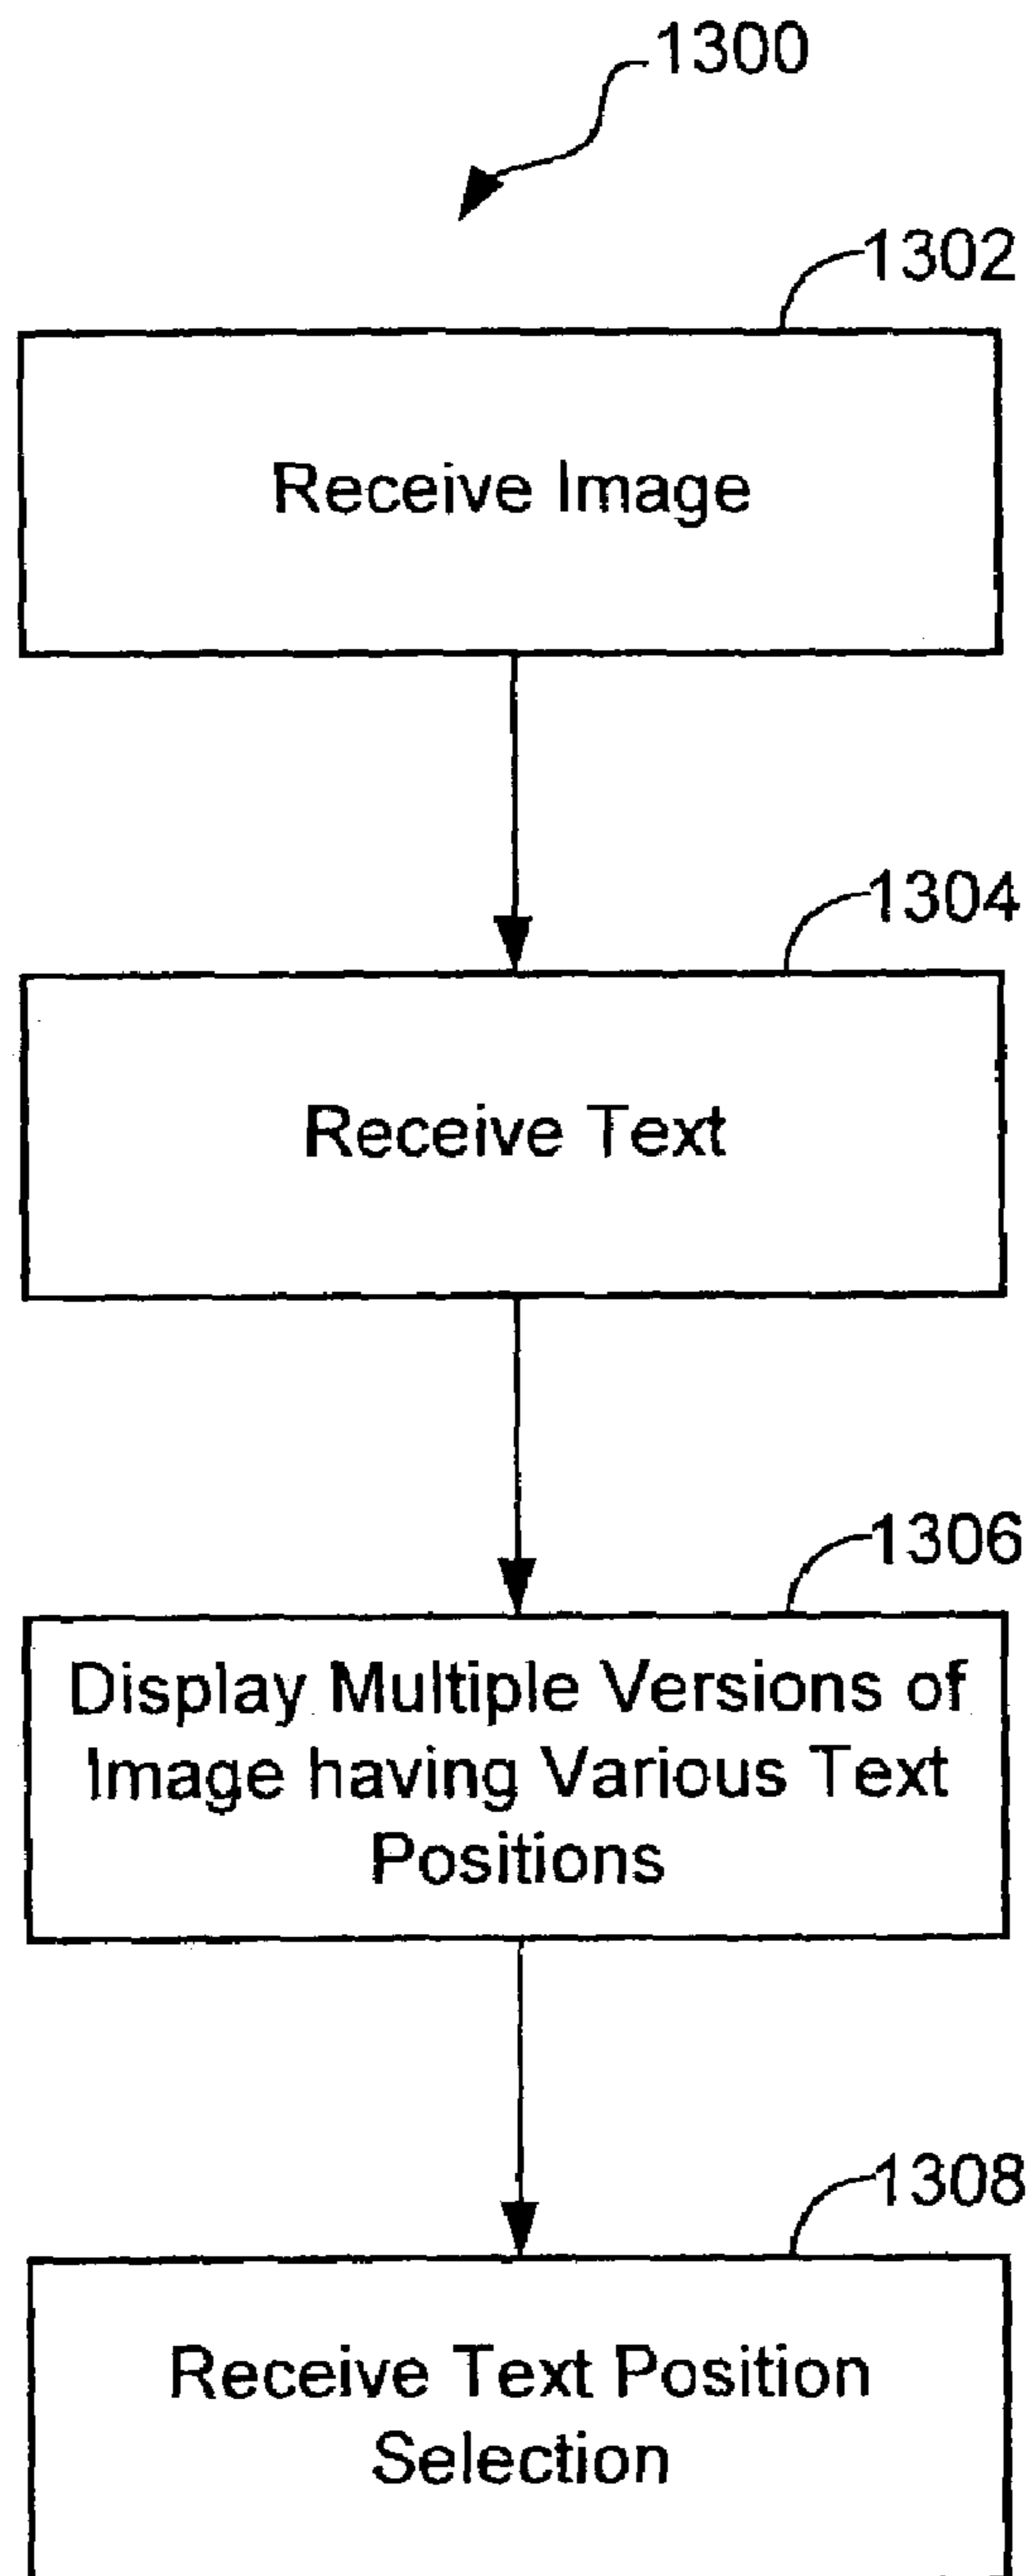 1300
1302
Receive Image
1304
Receive Text
1306
Display Multiple Versions of
Image having Various Text
Positions
1308
Receive Text Position
Selection